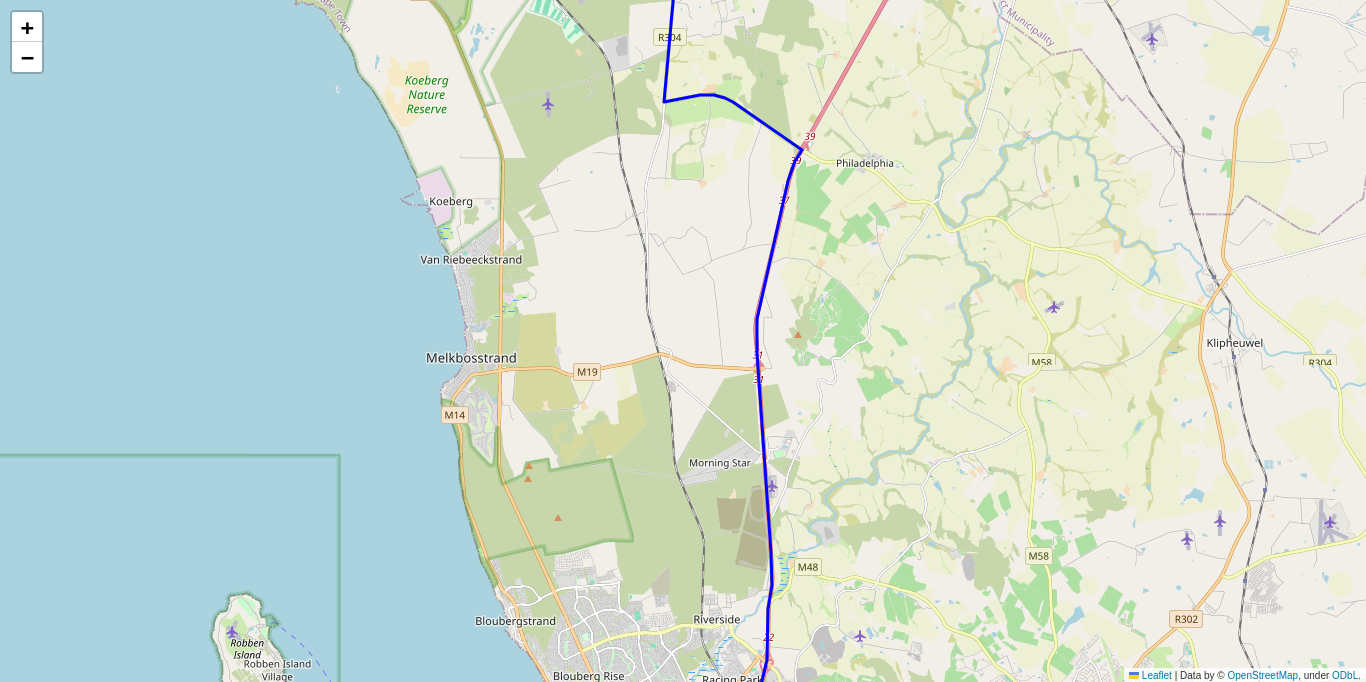 +
−
Cape Town
Cr Municipality
R304
Koeberg
Nature
Reserve
39
39
Philadelphia
37
Koeberg
Van Riebeeckstrand
Klipheuwel
M58
R304
31
31
Melkbosstrand
M19
M14
Morning Star
M58
M48
R302
Bloubergstrand
Riverside
22
Robben
Island
Robben Island
Village
Blouberg Rise
Racing Park
Leaflet | Data by © OpenStreetMap, under ODbL.